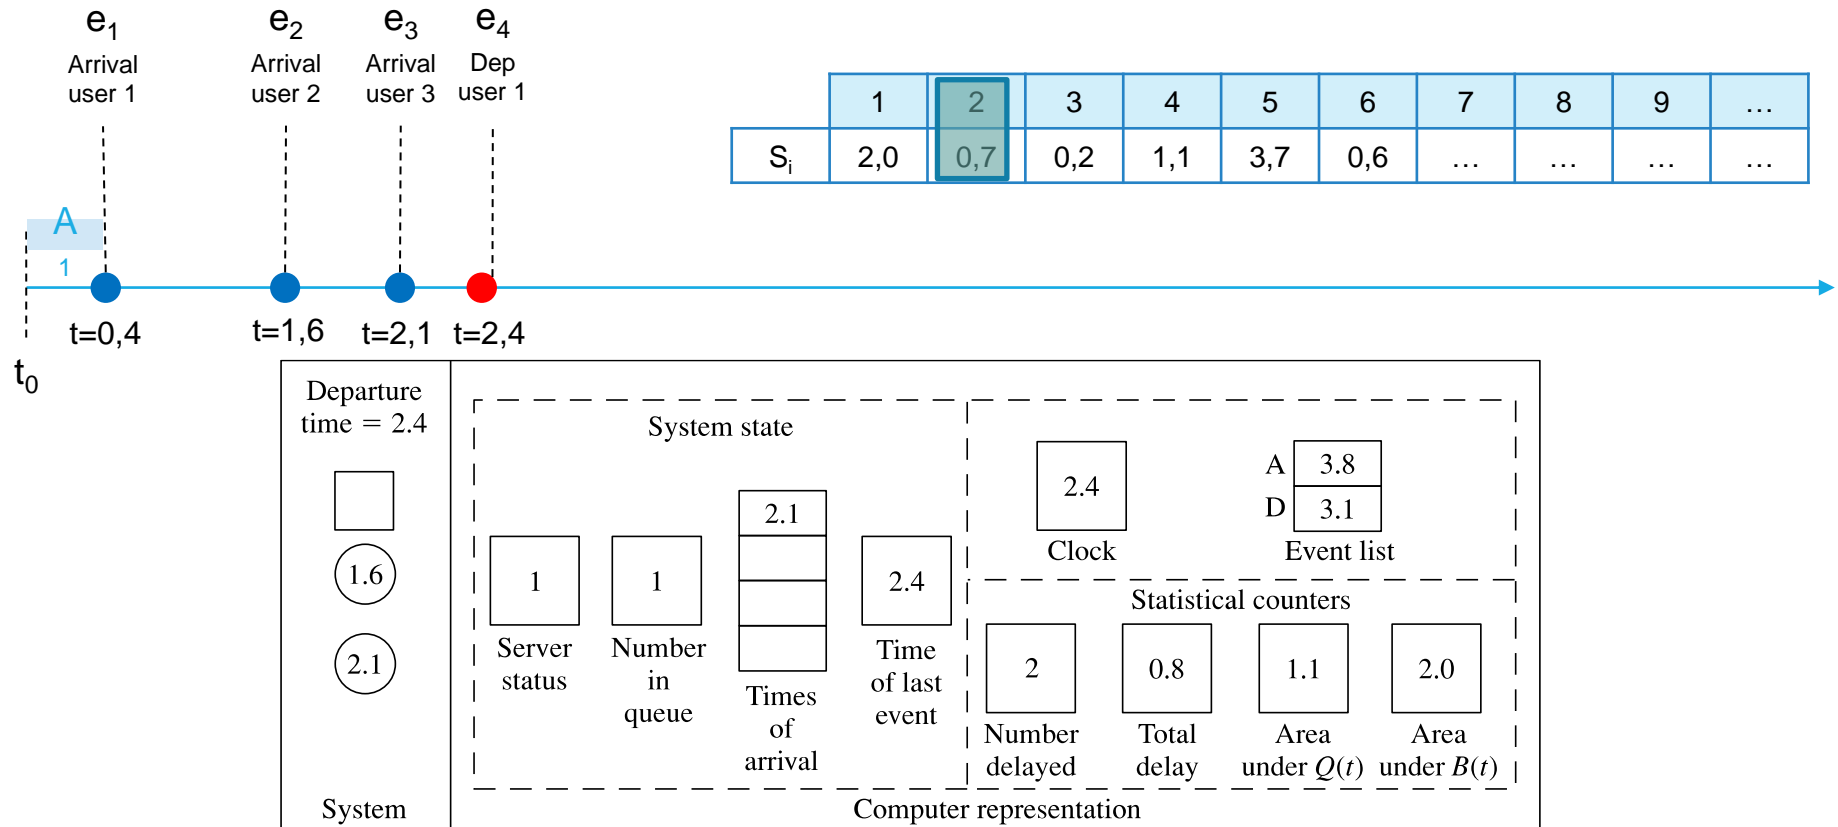 e1 e2 e3 e4
Arrival user 1
Arrival user 2
Arrival user 3
Dep user 1
1 2 3 4 5 6 7 8 9 …
Si 2,0 0,7 0,2 1,1 3,7 0,6 … … …
A
1
t=0,4 t=1,6 t=2,1 t=2,4
t0
Departure
time = 2.4
1.6
2.1
System
System state
1
Server
status
1
Number
in
queue
2.1
Times
of
arrival
2.4
Time
of last
event
2.4
Clock
A 3.8
D 3.1
Event list
Statistical counters
2
Number
delayed
0.8
Total
delay
1.1
Area
under Q(t)
2.0
Area
under B(t)
Computer representation